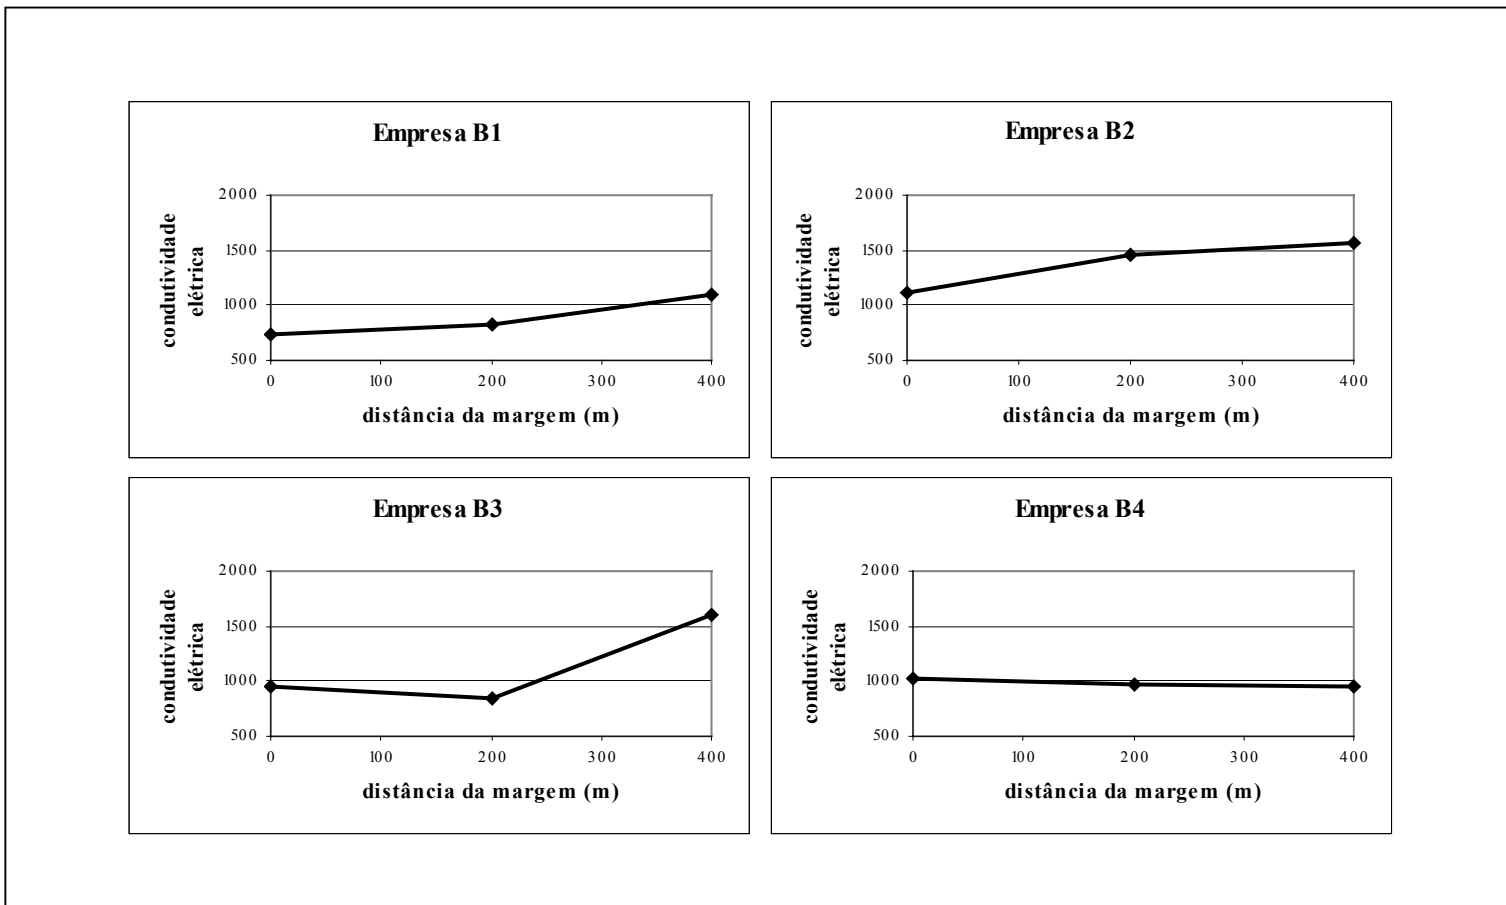 Empresa B1
2000
1500
1000
500
condutividade
elétrica
0 100 200 300 400
distância da margem (m)
Empresa B2
2000
1500
1000
500
condutividade
elétrica
0 100 200 300 400
distância da margem (m)
Empresa B3
2000
1500
1000
500
condutividade
elétrica
0 100 200 300 400
distância da margem (m)
Empresa B4
2000
1500
1000
500
condutividade
elétrica
0 100 200 300 400
distância da margem (m)